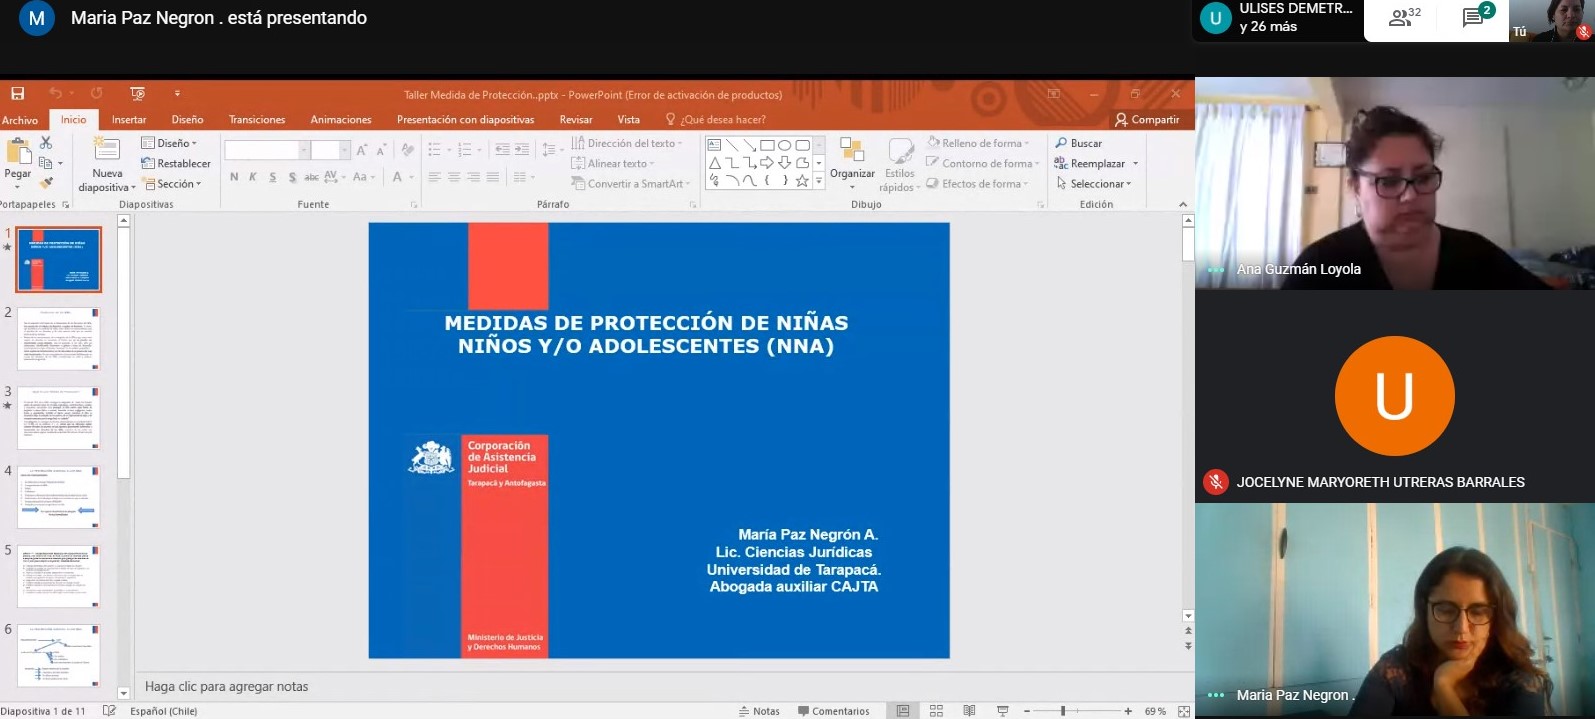 M
Maria Paz Negron . está presentando
U
ULISES DEMETR...
y 26 más
32
2
Tú
Taller Medida de Protección..pptx - PowerPoint (Error de activación de productos)
Archivo
Inicio
Insertar
Diseño
Transiciones
Animaciones
Presentación con diapositivas
Revisar
Vista
¿Qué desea hacer?
Compartir
Pegar
Nueva
diapositiva
Diseño
Restablecer
Sección
N K S S abc AV Aa A
Dirección del texto
Alinear texto
Convertir a SmartArt
Organizar
Estilos
rápidos
Relleno de forma
Contorno de forma
Efectos de forma
Buscar
Reemplazar
Seleccionar
Portapapeles
Diapositivas
Fuente
Párrafo
Dibujo
Edición
1
2
3
4
5
6
MEDIDAS DE PROTECCIÓN DE NIÑAS
NIÑOS Y/O ADOLESCENTES (NNA)
Corporación
de Asistencia
Judicial
Tarapacá y Antofagasta
María Paz Negrón A.
Lic. Ciencias Jurídicas
Universidad de Tarapacá.
Abogada auxiliar CAJTA
Ministerio de Justicia
y Derechos Humanos
Haga clic para agregar notas
Diapositiva 1 de 11
Español (Chile)
Notas
Comentarios
69 %
Ana Guzmán Loyola
U
JOCELYNE MARYORETH UTRERAS BARRALES
Maria Paz Negron .